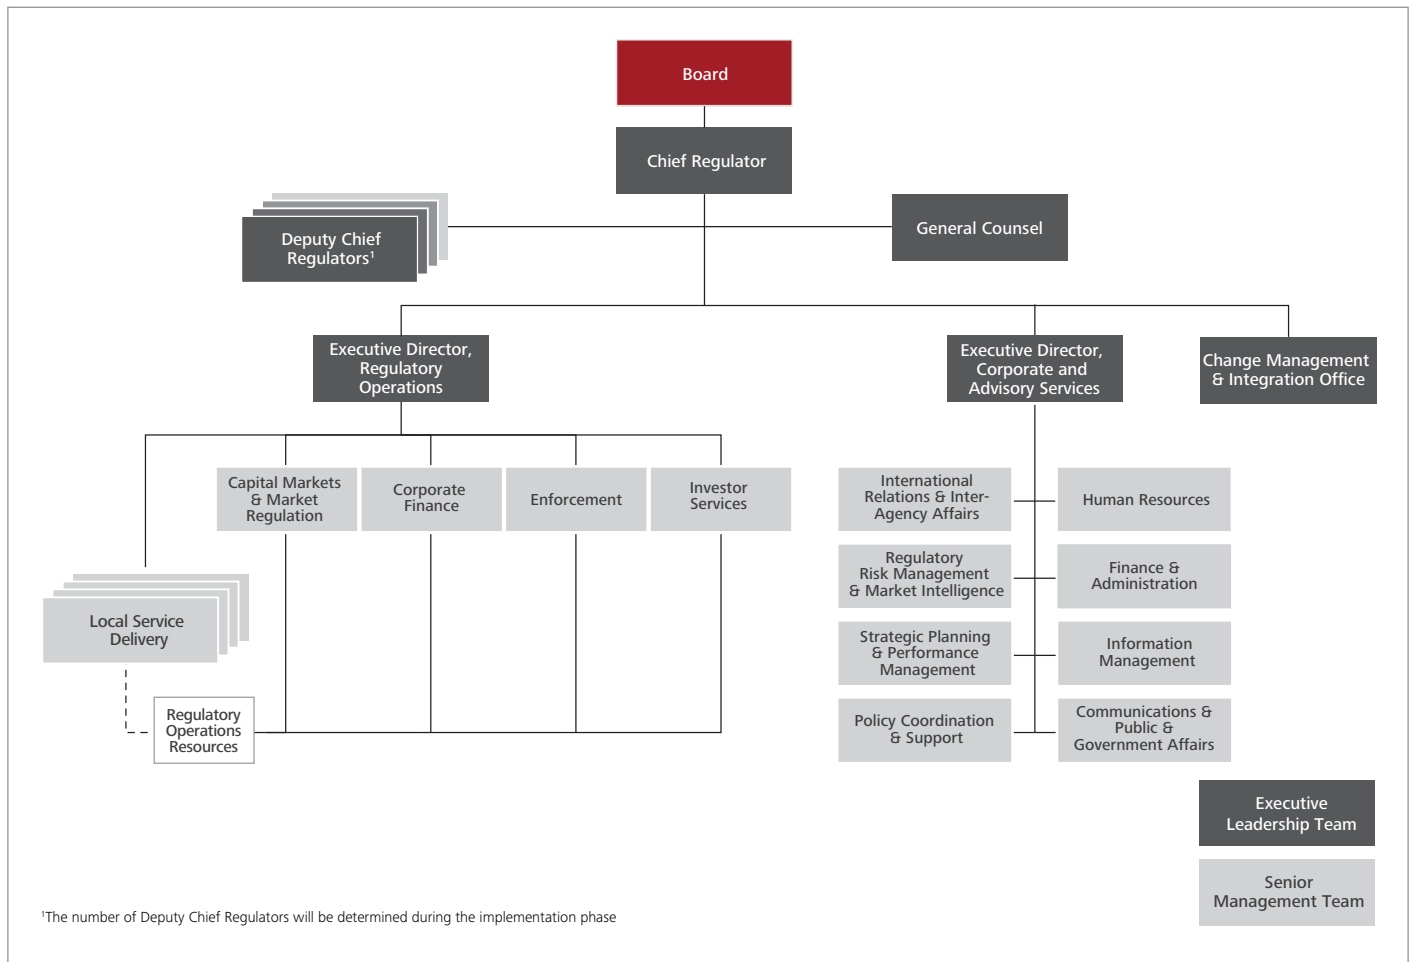 Board
Chief Regulator
Deputy Chief
Regulators¹
General Counsel
Executive Director,
Regulatory
Operations
Executive Director,
Corporate and
Advisory Services
Change Management
& Integration Office
Capital Markets
& Market
Regulation
Corporate
Finance
Enforcement
Investor
Services
International
Relations & Inter-
Agency Affairs
Human Resources
Regulatory
Risk Management
& Market Intelligence
Finance &
Administration
Local Service
Delivery
Strategic Planning
& Performance
Management
Information
Management
Regulatory
Operations
Resources
Policy Coordination
& Support
Communications &
Public &
Government Affairs
Executive
Leadership Team
Senior
Management Team
¹The number of Deputy Chief Regulators will be determined during the implementation phase